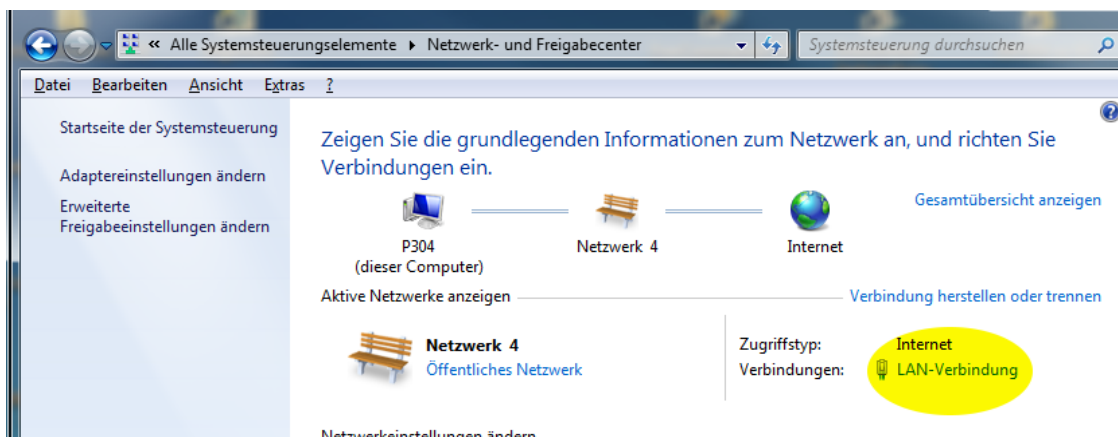 « Alle Systemsteuerungselemente ▸ Netzwerk- und Freigabecenter
Systemsteuerung durchsuchen
Datei Bearbeiten Ansicht Extras ?
Startseite der Systemsteuerung
Adaptereinstellungen ändern
Erweiterte
Freigabeeinstellungen ändern
Zeigen Sie die grundlegenden Informationen zum Netzwerk an, und richten Sie
Verbindungen ein.
Gesamtübersicht anzeigen
P304
(dieser Computer)
Netzwerk 4
Internet
Aktive Netzwerke anzeigen
Verbindung herstellen oder trennen
Netzwerk 4
Öffentliches Netzwerk
Zugriffstyp: Internet
Verbindungen: LAN-Verbindung
Netzwerkeinstellungen ändern